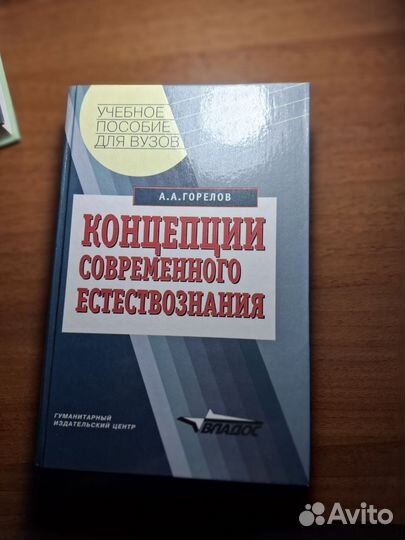 УЧЕБНОЕ
ПОСОБИЕ
ДЛЯ ВУЗОВ
А.А.ГОРЕЛОВ
КОНЦЕПЦИИ
СОВРЕМЕННОГО
ЕСТЕСТВОЗНАНИЯ
ГУМАНИТАРНЫЙ
ИЗДАТЕЛЬСКИЙ ЦЕНТР
ВЛАДОС
Avito